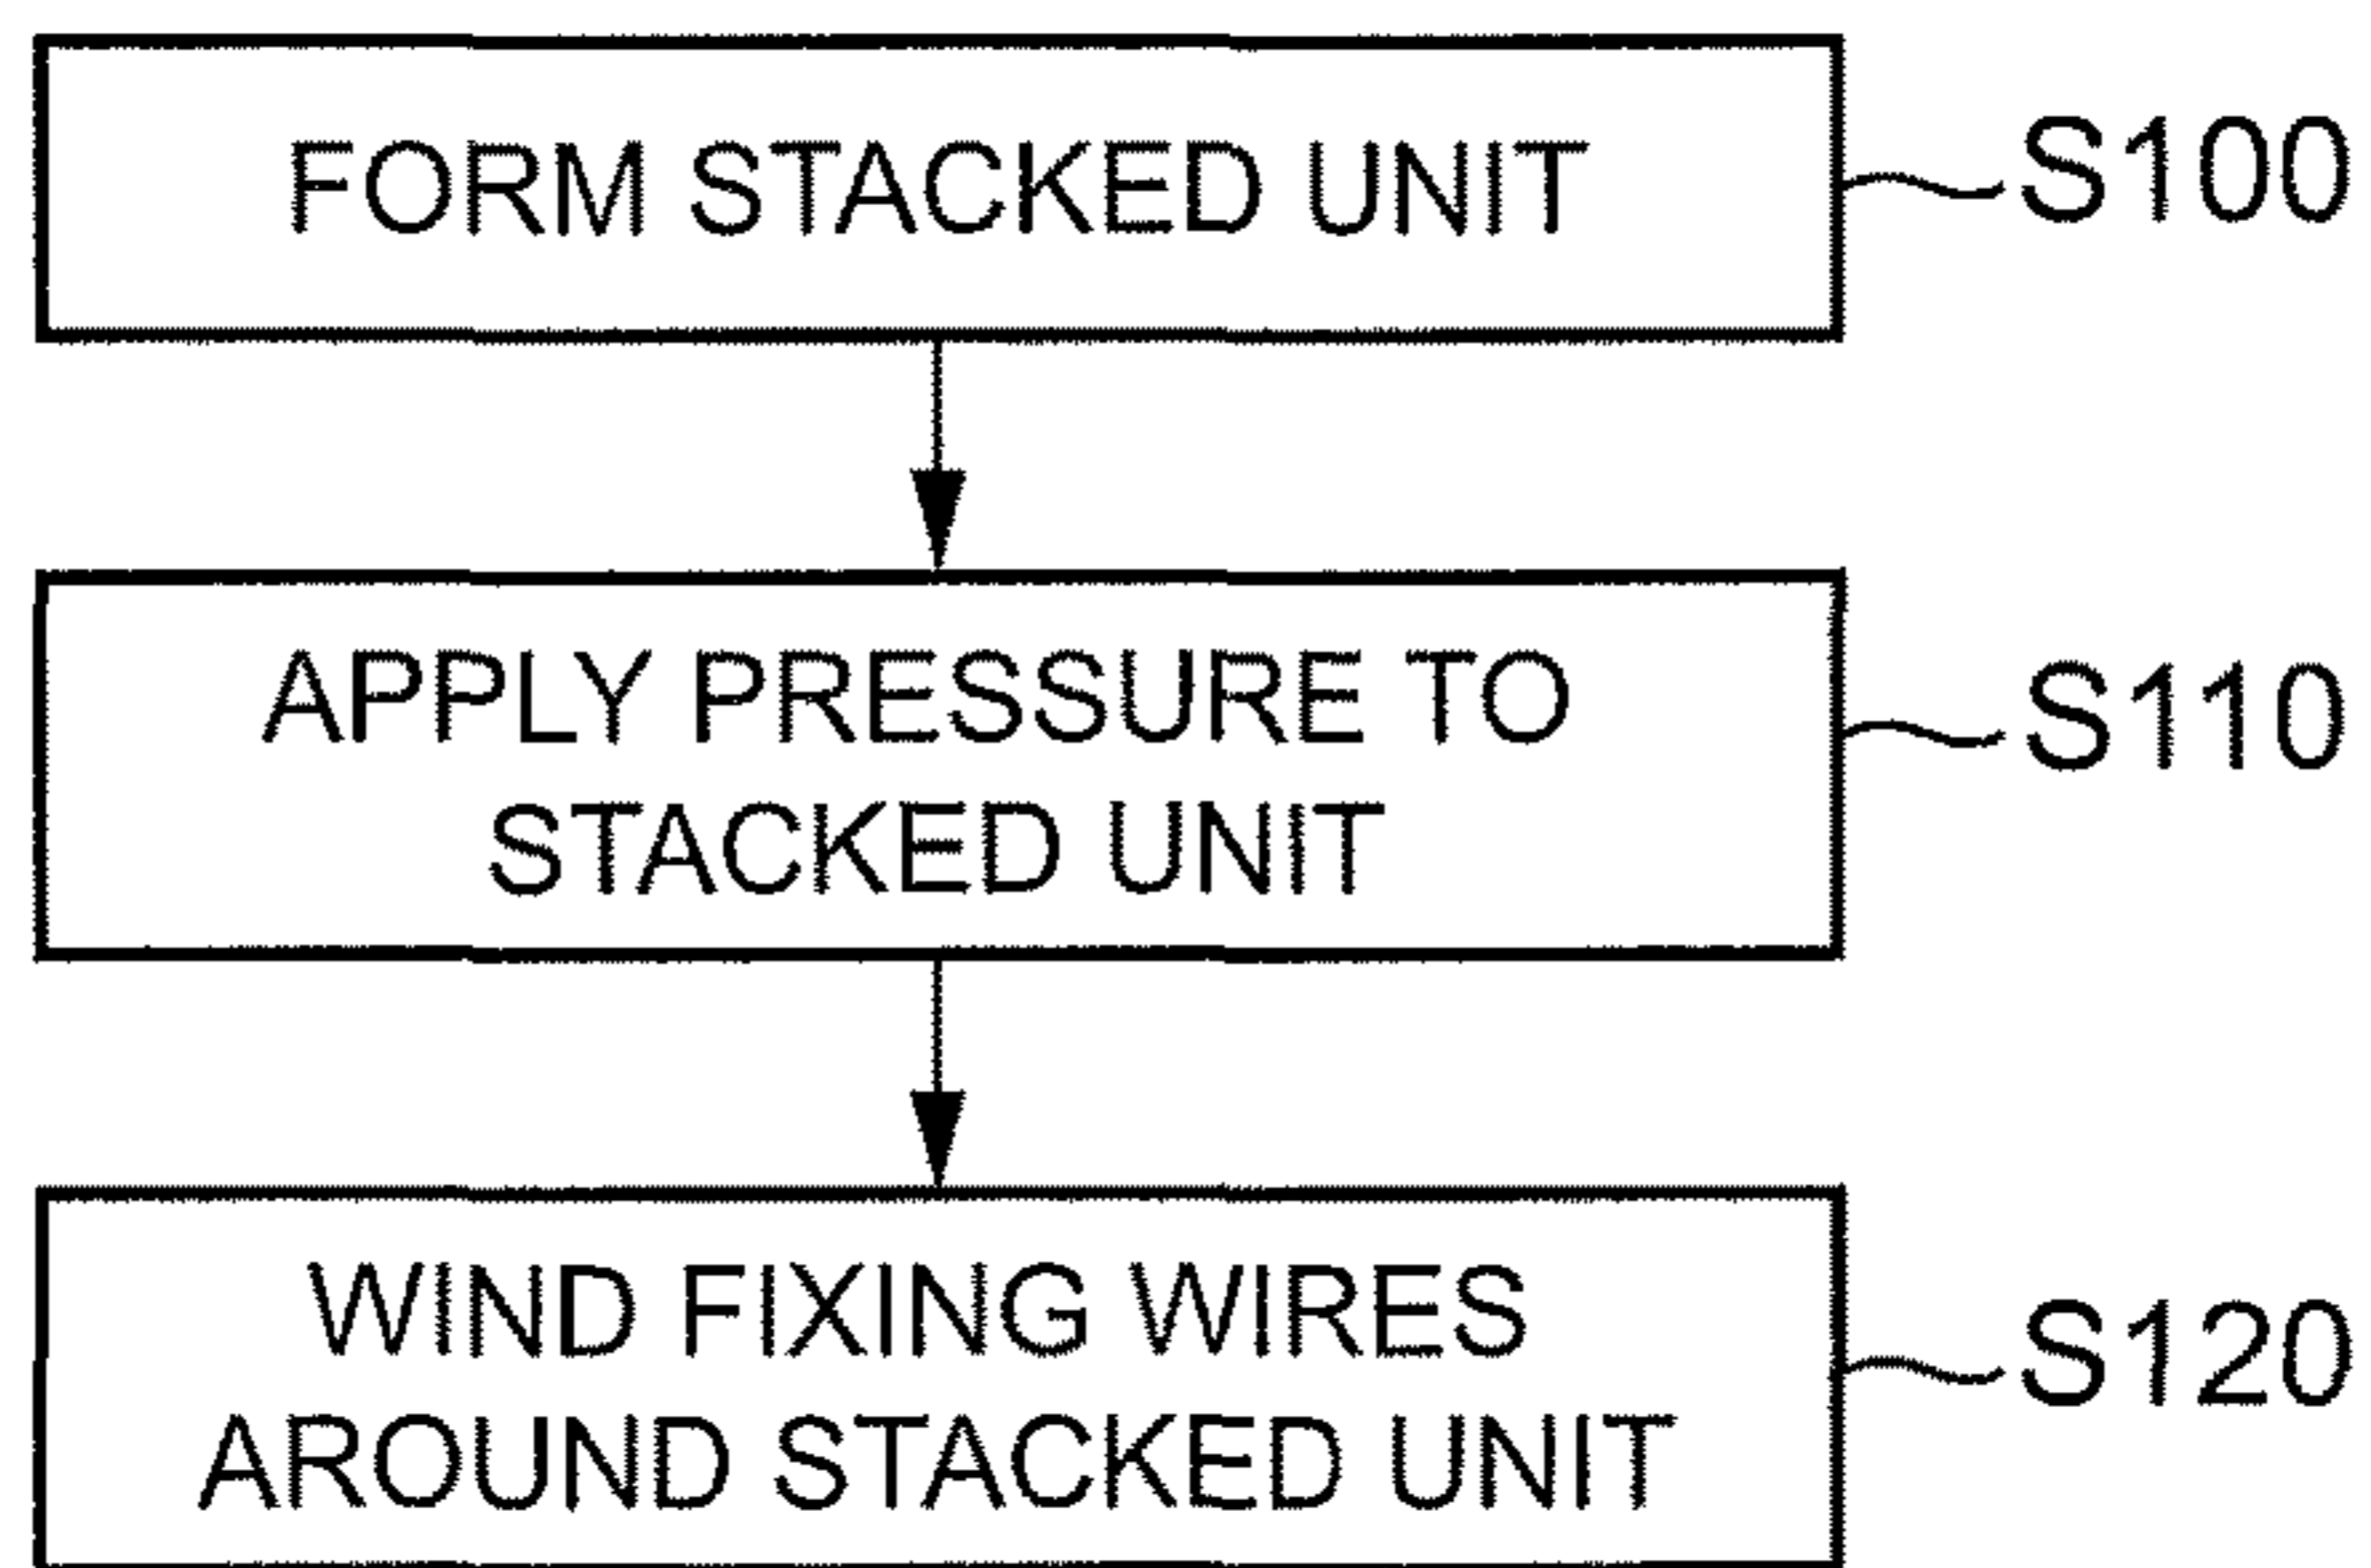 FORM STACKED UNIT
S100
APPLY PRESSURE TO
STACKED UNIT
S110
WIND FIXING WIRES
AROUND STACKED UNIT
S120